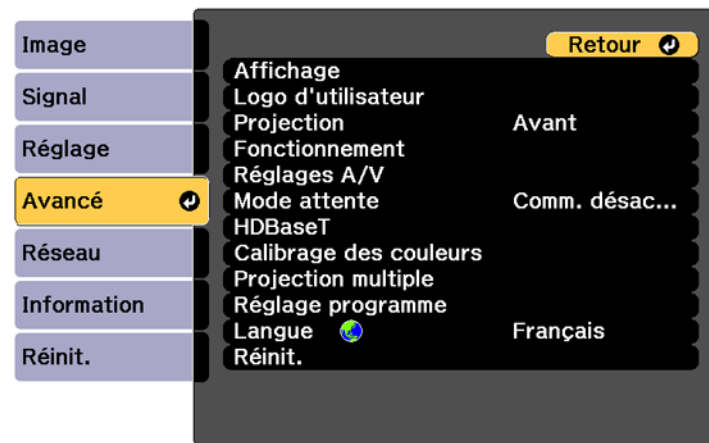 Image
Signal
Réglage
Avancé
Réseau
Information
Réinit.
Retour
Affichage
Logo d'utilisateur
Projection Avant
Fonctionnement
Réglages A/V
Mode attente Comm. désac...
HDBaseT
Calibrage des couleurs
Projection multiple
Réglage programme
Langue Français
Réinit.